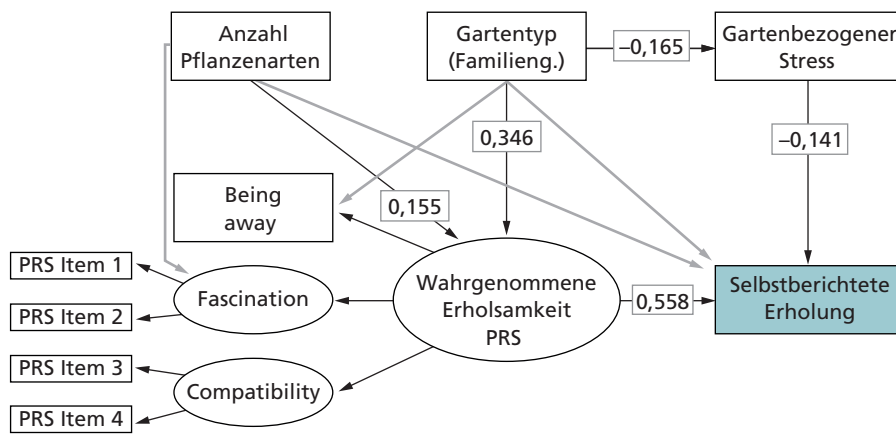 Anzahl
Pflanzenarten
Gartentyp
(Familieng.)
–0,165
Gartenbezogener
Stress
0,346
–0,141
Being
away
0,155
PRS Item 1
PRS Item 2
Fascination
Wahrgenommene
Erholsamkeit
PRS
0,558
Selbstberichtete
Erholung
PRS Item 3
PRS Item 4
Compatibility